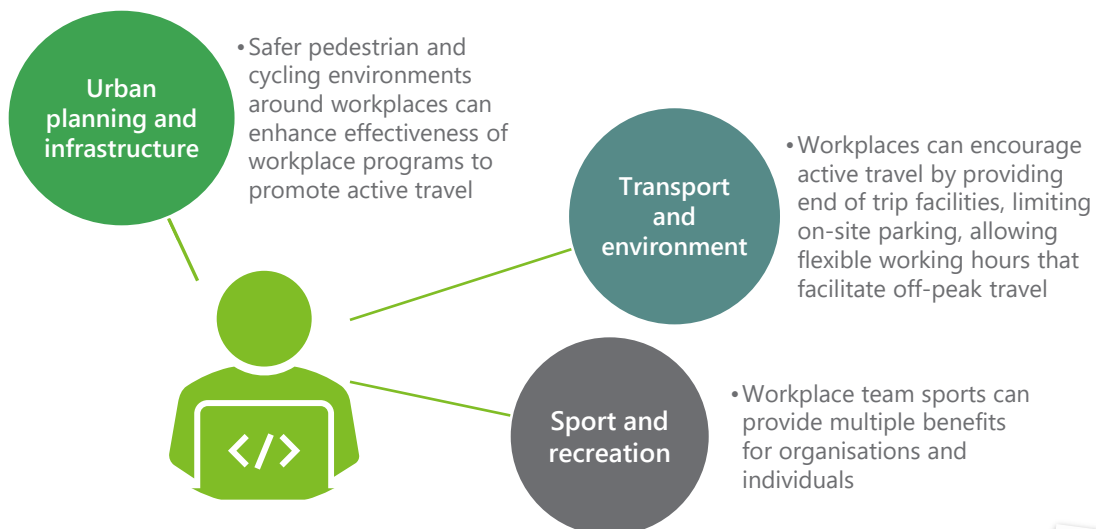 Urban
planning and
infrastructure
•Safer pedestrian and
cycling environments
around workplaces can
enhance effectiveness of
workplace programs to
promote active travel
Transport
and
environment
•Workplaces can encourage
active travel by providing
end of trip facilities, limiting
on-site parking, allowing
flexible working hours that
facilitate off-peak travel
</>
Sport and
recreation
•Workplace team sports can
provide multiple benefits
for organisations and
individuals